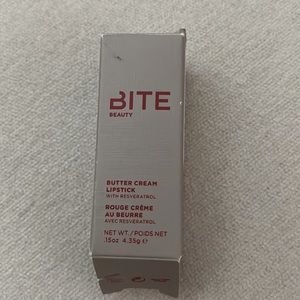 BITE
BEAUTY
BUTTER CREAM
LIPSTICK
WITH RESVERATROL
ROUGE CRÈME
AU BEURRE
AVEC RESVERATROL
NET WT. / POIDS NET
.15oz 4.35g ℮